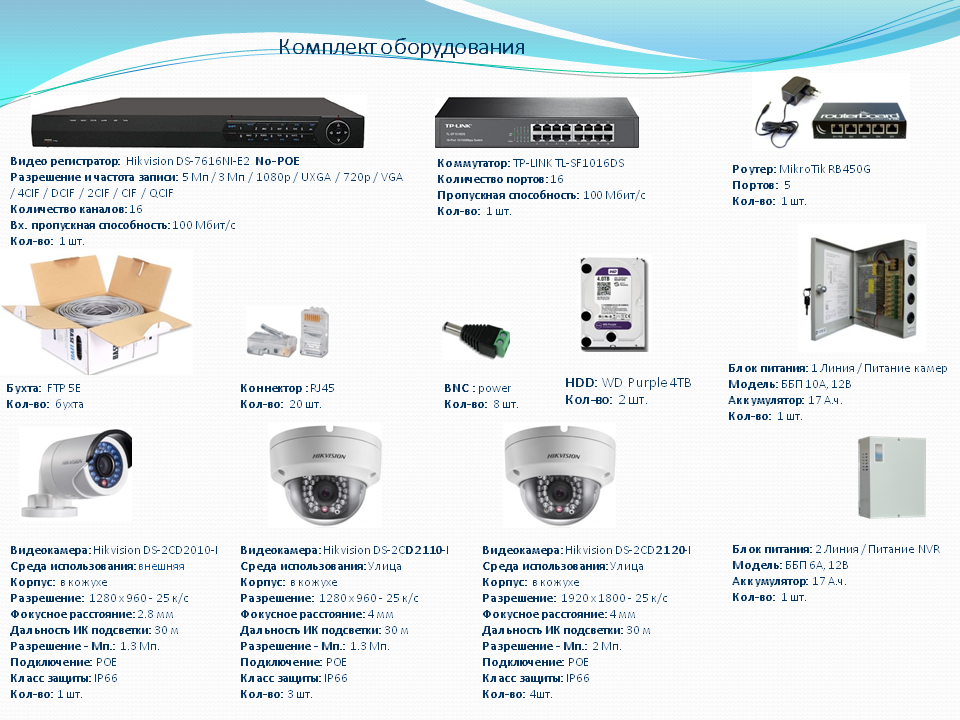 Комплект оборудования
TP-LINK
routerBOARD
Видео регистратор: Hikvision DS-7616NI-E2 No-POE
Разрешение и частота записи: 5 Мп / 3 Мп / 1080p / UXGA / 720p / VGA
/ 4CIF / DCIF / 2CIF / CIF / QCIF
Количество каналов: 16
Вх. пропускная способность: 100 Мбит/с
Кол-во: 1 шт.
Коммутатор: TP-LINK TL-SF1016DS
Количество портов: 16
Пропускная способность: 100 Мбит/с
Кол-во: 1 шт.
Роутер: MikroTik RB450G
Портов: 5
Кол-во: 1 шт.
WD
4.0TB
Бухта: FTP 5E
Кол-во: бухта
Коннектор : RJ45
Кол-во: 20 шт.
BNC : power
Кол-во: 8 шт.
HDD: WD Purple 4TB
Кол-во: 2 шт.
Блок питания: 1 Линия / Питание камер
Модель: ББП 10А, 12В
Аккумулятор: 17 А.ч.
Кол-во: 1 шт.
HIKVISION
HIKVISION
HIKVISION
Видеокамера: Hikvision DS-2CD2010-I
Среда использования: внешняя
Корпус: в кожухе
Разрешение: 1280 x 960 - 25 к/с
Фокусное расстояние: 2.8 мм
Дальность ИК подсветки: 30 м
Разрешение - Мп.: 1.3 Мп.
Подключение: POE
Класс защиты: IP66
Кол-во: 1 шт.
Видеокамера: Hikvision DS-2CD2110-I
Среда использования: Улица
Корпус: в кожухе
Разрешение: 1280 x 960 - 25 к/с
Фокусное расстояние: 4 мм
Дальность ИК подсветки: 30 м
Разрешение - Мп.: 1.3 Мп.
Подключение: POE
Класс защиты: IP66
Кол-во: 3 шт.
Видеокамера: Hikvision DS-2CD2120-I
Среда использования: Улица
Корпус: в кожухе
Разрешение: 1920 x 1800 - 25 к/с
Фокусное расстояние: 4 мм
Дальность ИК подсветки: 30 м
Разрешение - Мп.: 2 Мп.
Подключение: POE
Класс защиты: IP66
Кол-во: 4шт.
Блок питания: 2 Линия / Питание NVR
Модель: ББП 6А, 12В
Аккумулятор: 17 А.ч.
Кол-во: 1 шт.